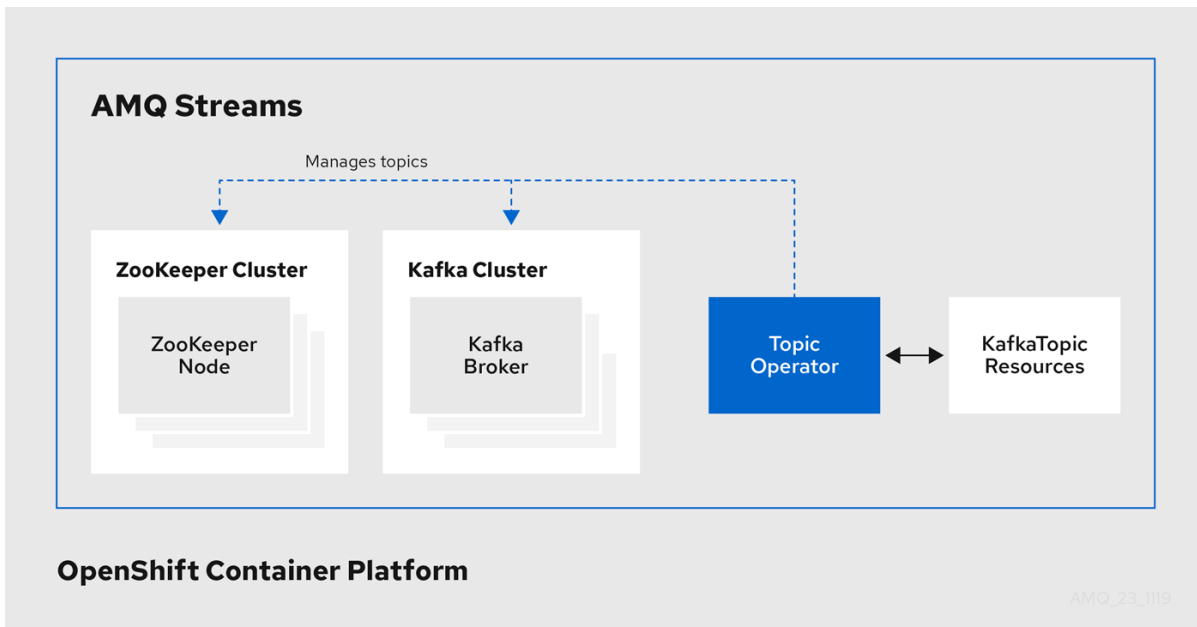 AMQ Streams
Manages topics
ZooKeeper Cluster
ZooKeeper
Node
Kafka Cluster
Kafka
Broker
Topic
Operator
KafkaTopic
Resources
OpenShift Container Platform
AMQ_23_1119